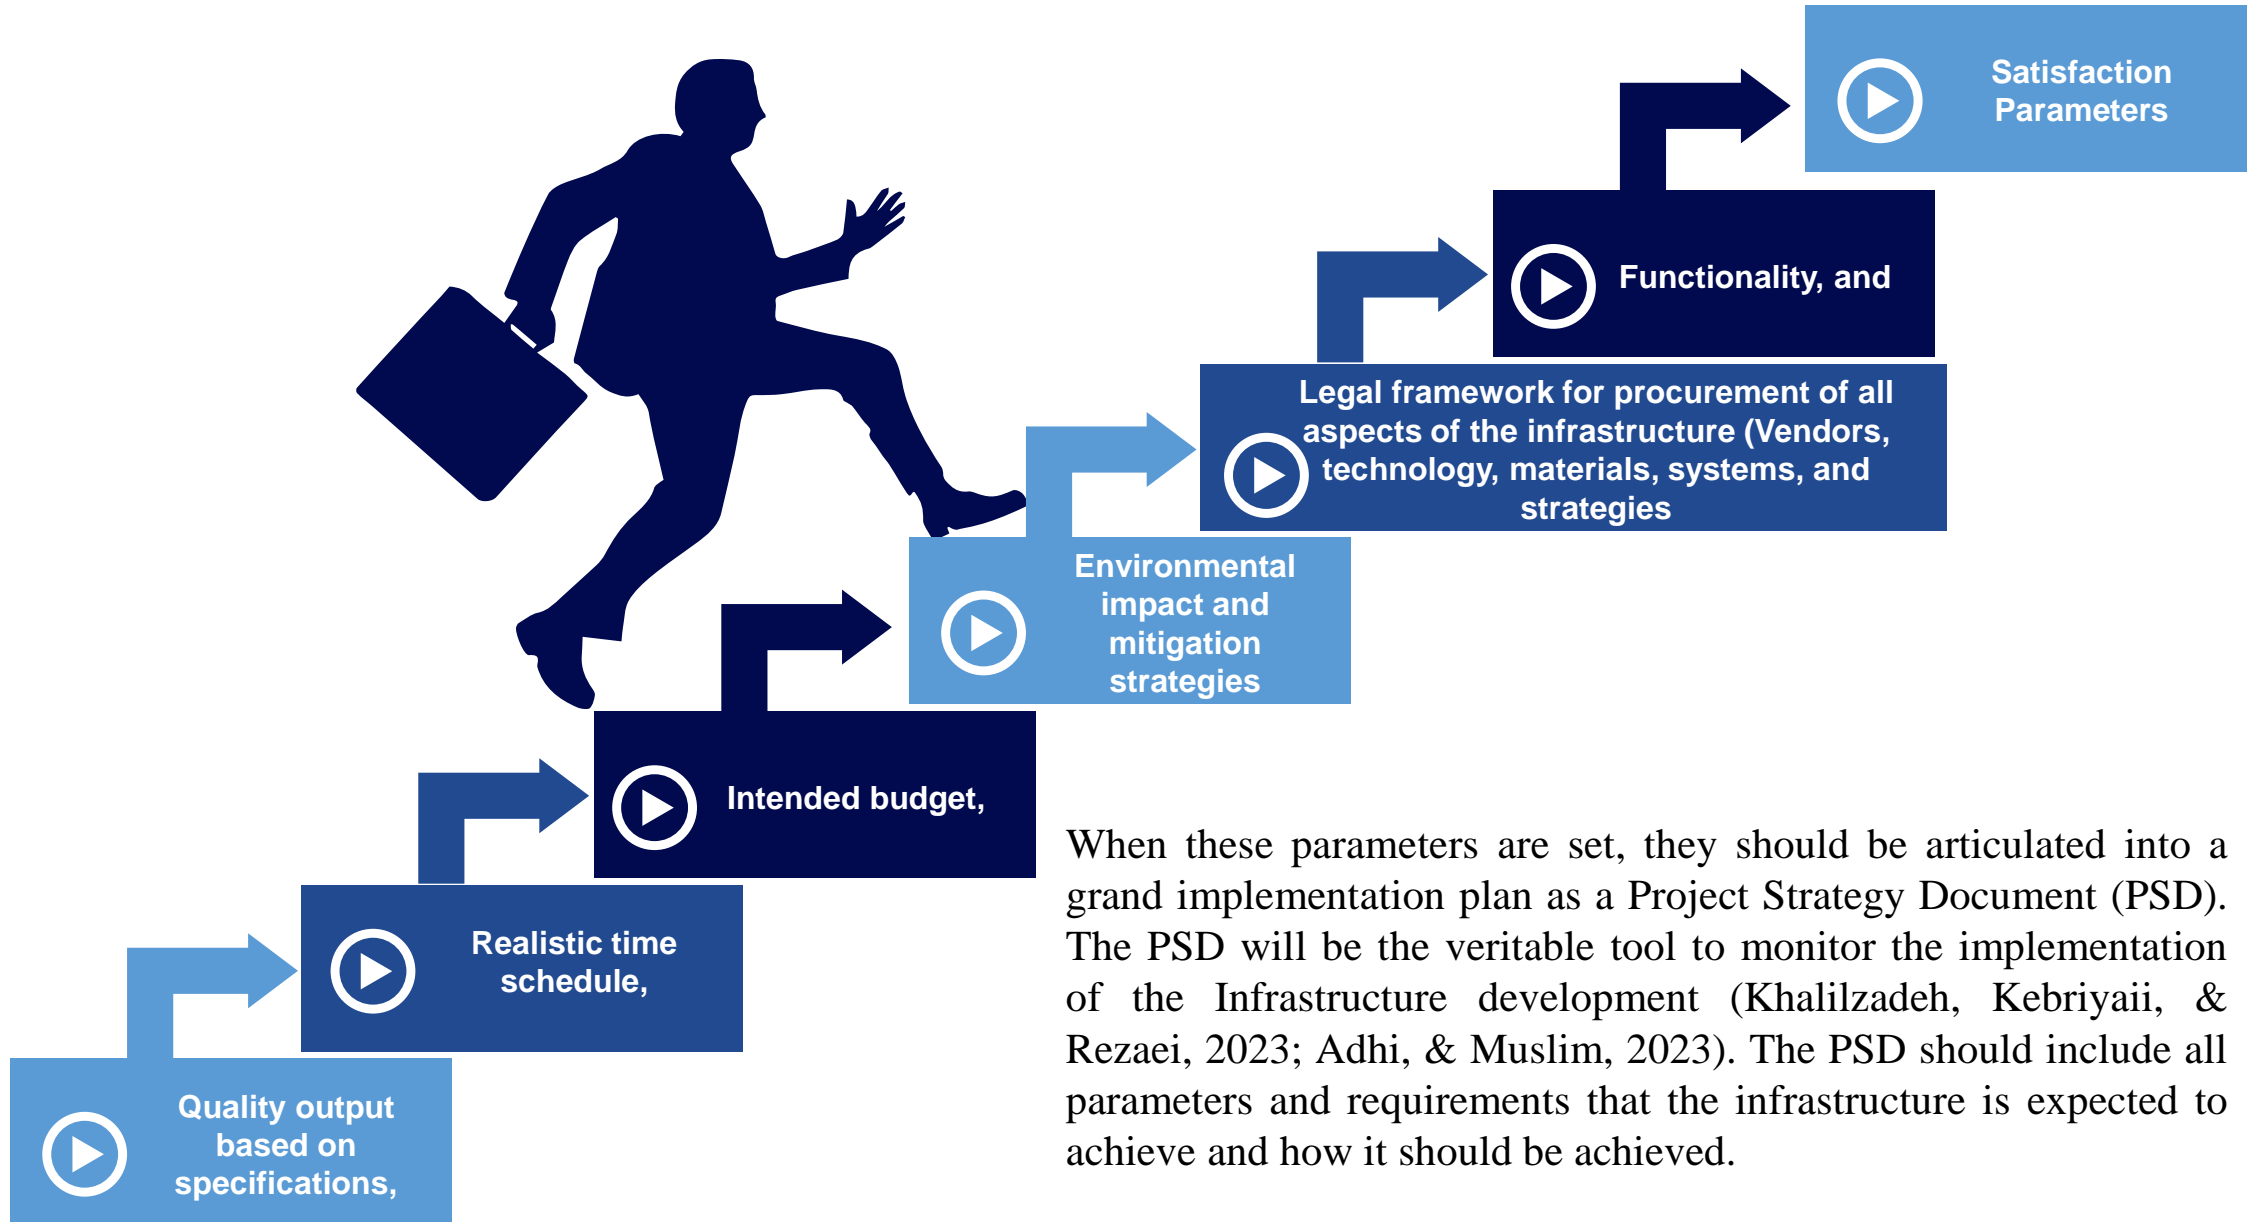 Satisfaction
Parameters
Functionality, and
Legal framework for procurement of all
aspects of the infrastructure (Vendors,
technology, materials, systems, and
strategies
Environmental
impact and
mitigation
strategies
Intended budget,
Realistic time
schedule,
Quality output
based on
specifications,
When these parameters are set, they should be articulated into a
grand implementation plan as a Project Strategy Document (PSD).
The PSD will be the veritable tool to monitor the implementation
of the Infrastructure development (Khalilzadeh, Kebriyaii, &
Rezaei, 2023; Adhi, & Muslim, 2023). The PSD should include all
parameters and requirements that the infrastructure is expected to
achieve and how it should be achieved.